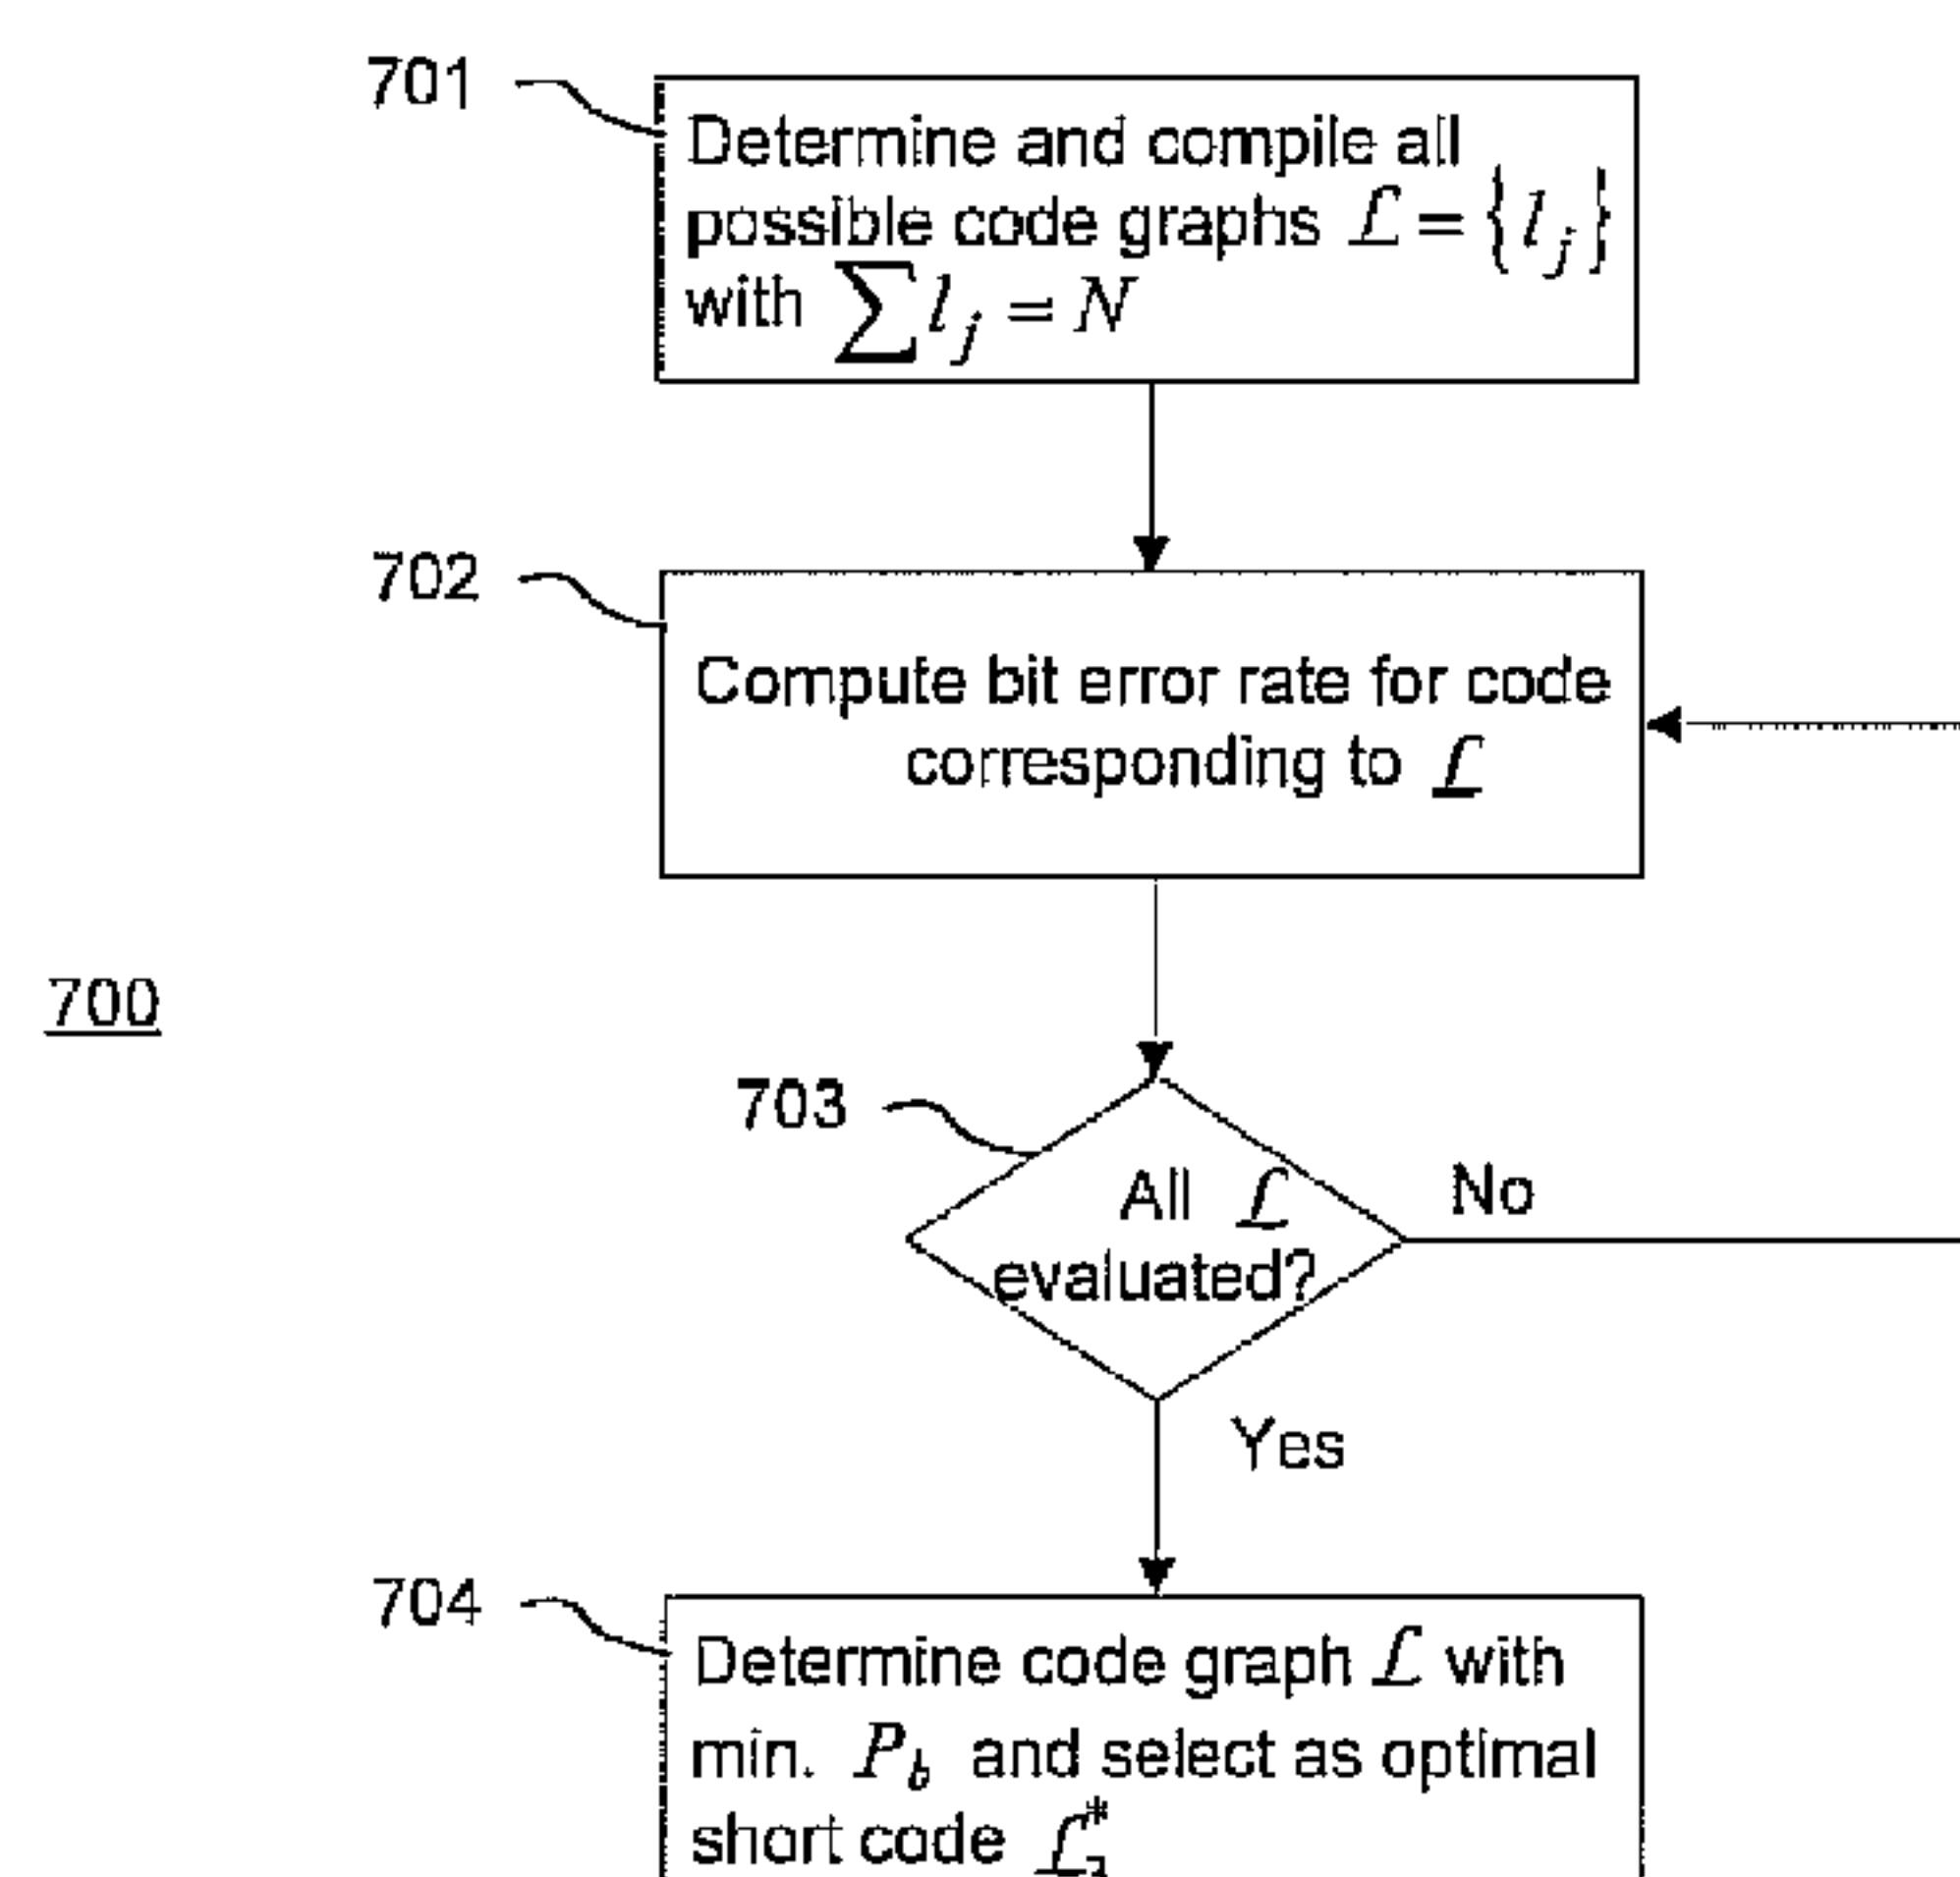 701
Determine and compile all
possible code graphs ℒ = {l_j}
with ∑ l_j = N
702
Compute bit error rate for code
corresponding to ℒ
700
703
All ℒ
evaluated?
No
Yes
704
Determine code graph ℒ with
min. P_b and select as optimal
short code ℒ*